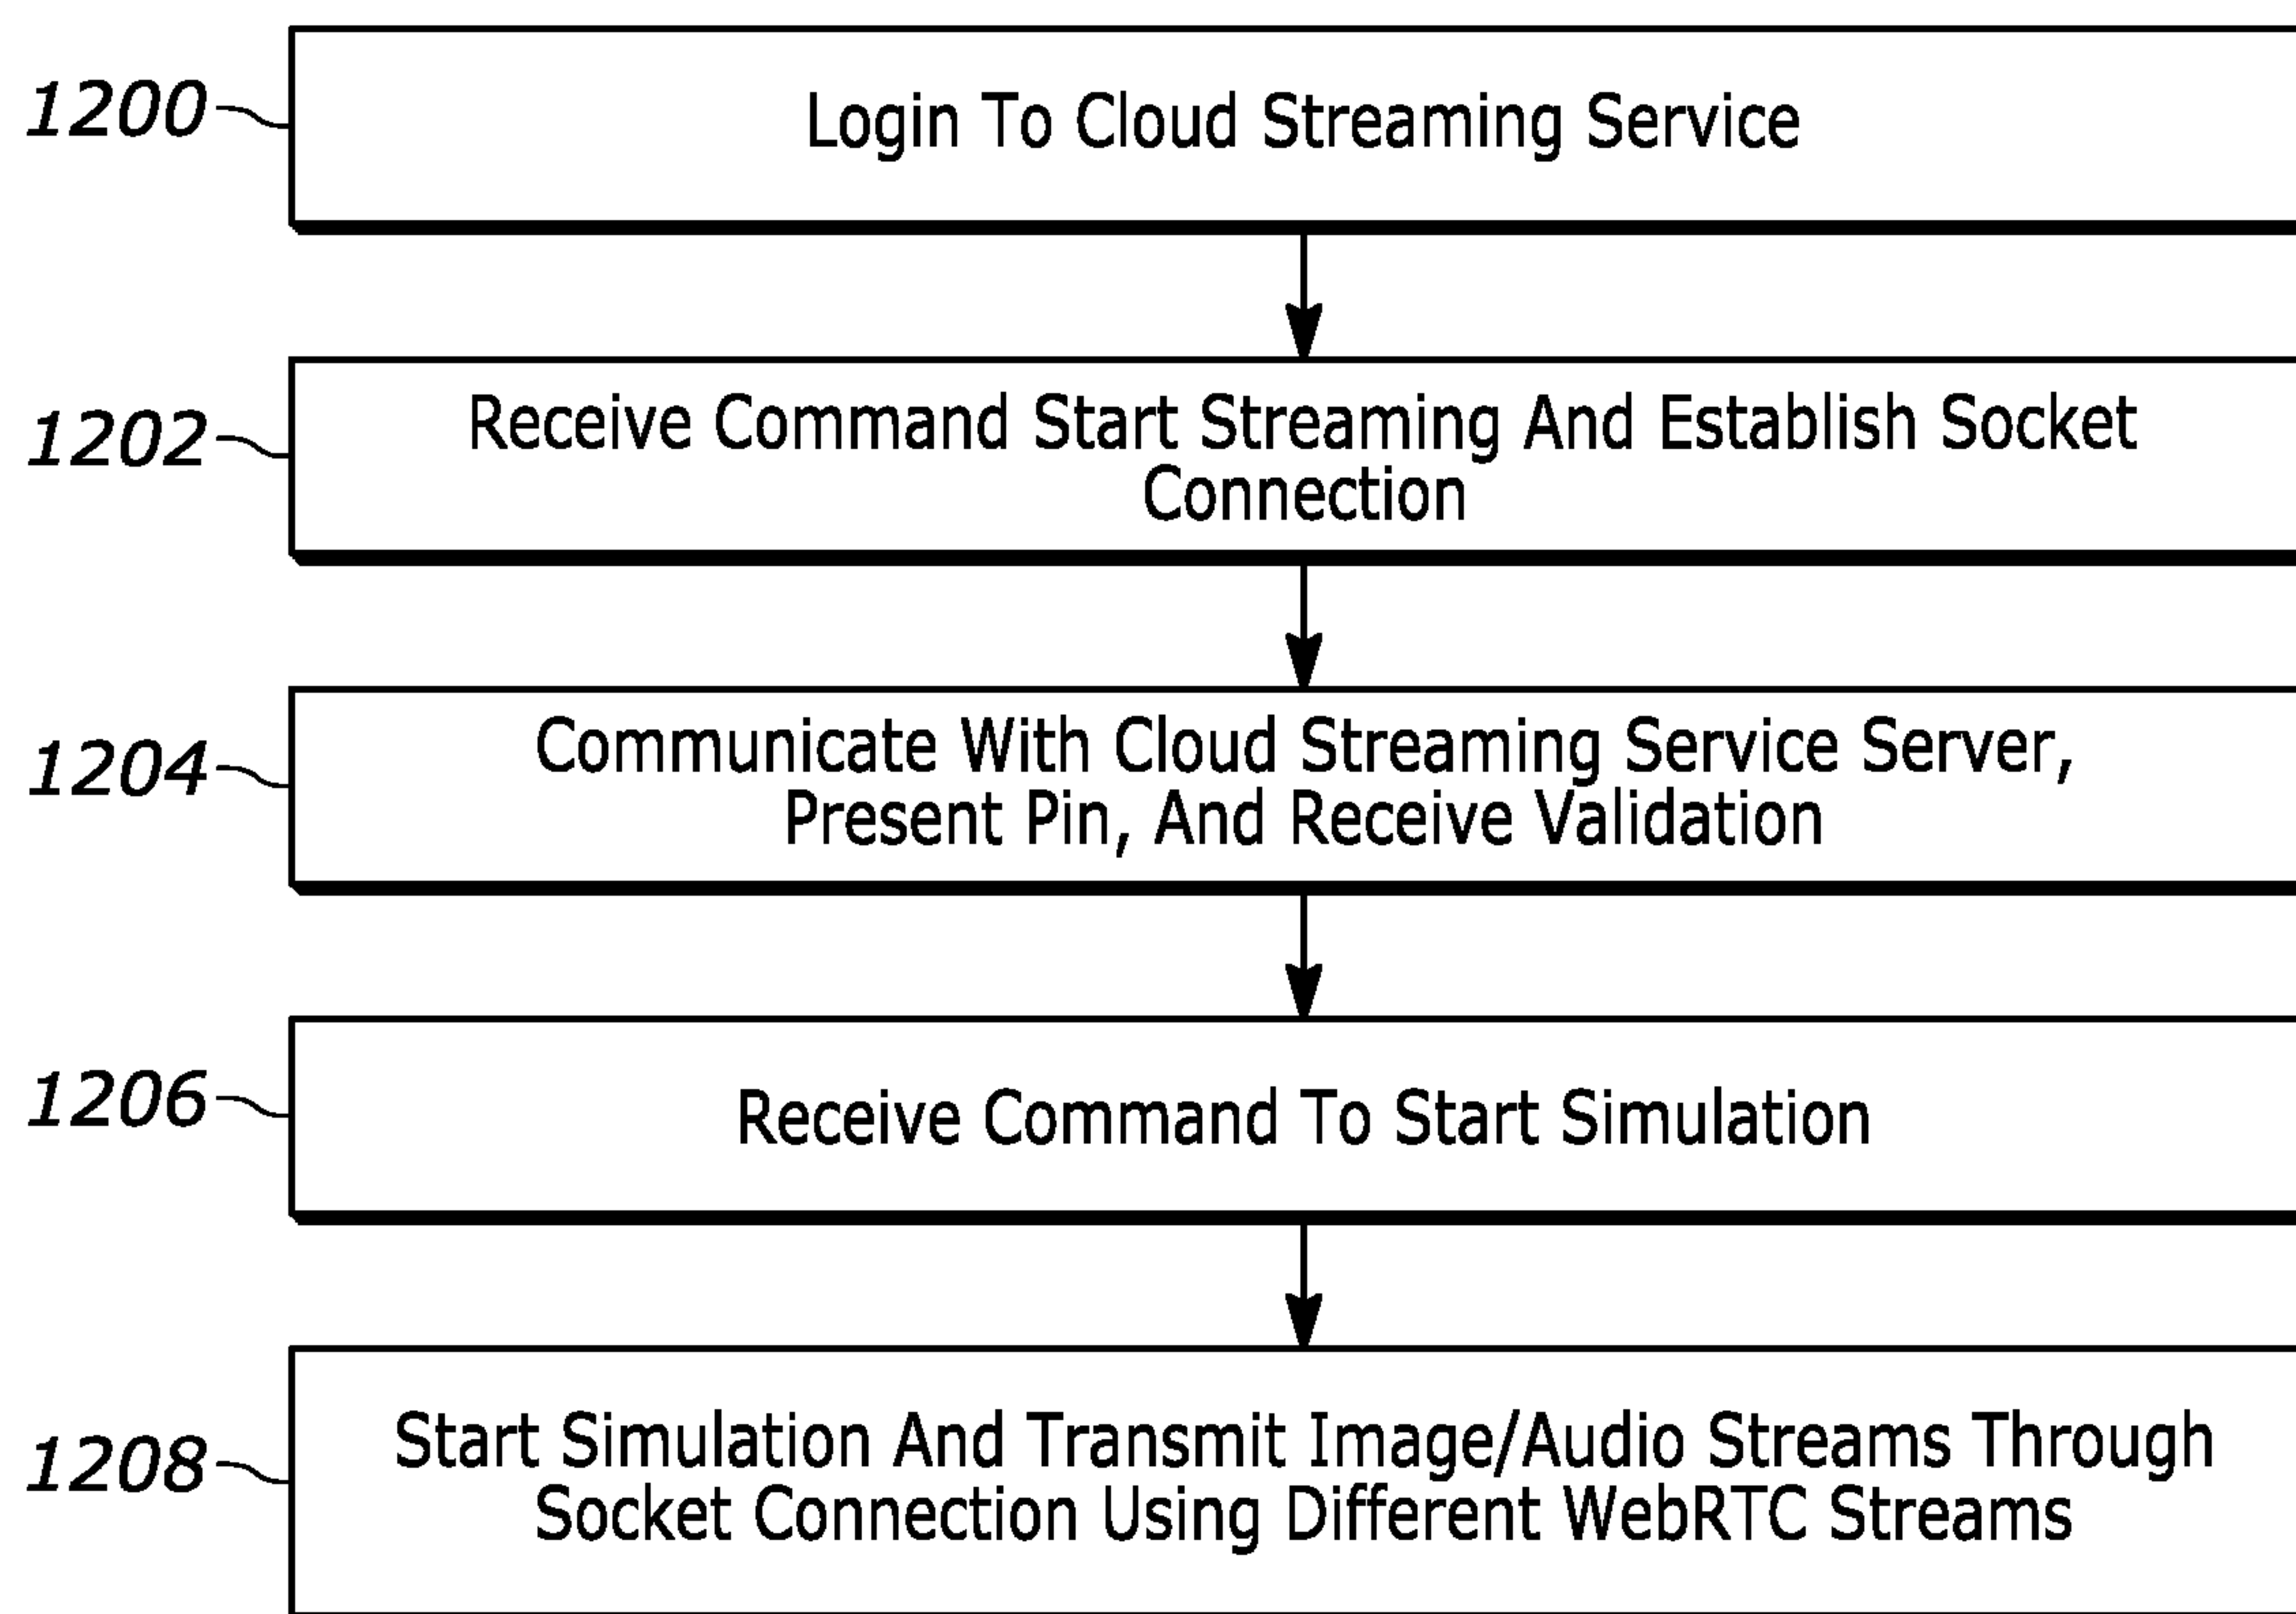 1200
Login To Cloud Streaming Service
1202
Receive Command Start Streaming And Establish Socket
Connection
1204
Communicate With Cloud Streaming Service Server,
Present Pin, And Receive Validation
1206
Receive Command To Start Simulation
1208
Start Simulation And Transmit Image/Audio Streams Through
Socket Connection Using Different WebRTC Streams